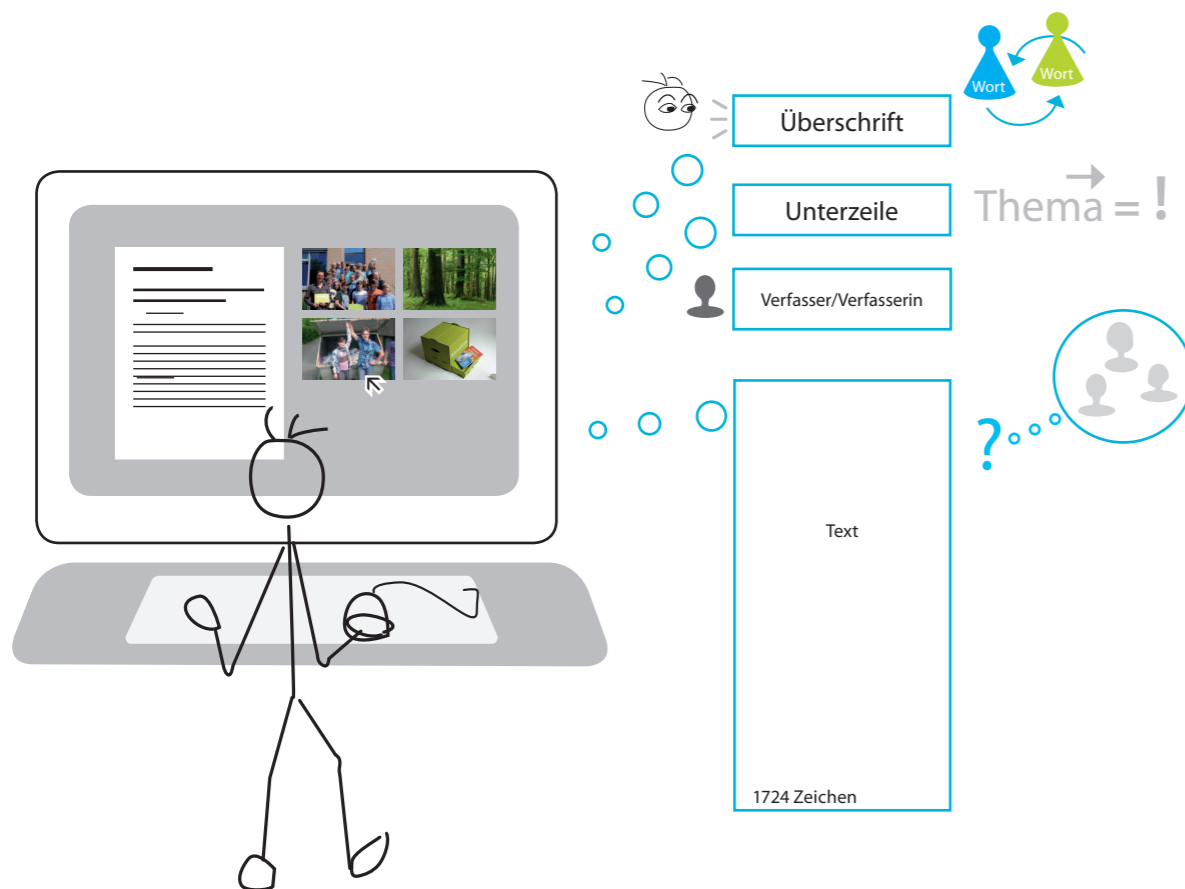 Wort
Wort
Überschrift
Unterzeile
Thema = !
Verfasser/Verfasserin
?
Text
1724 Zeichen